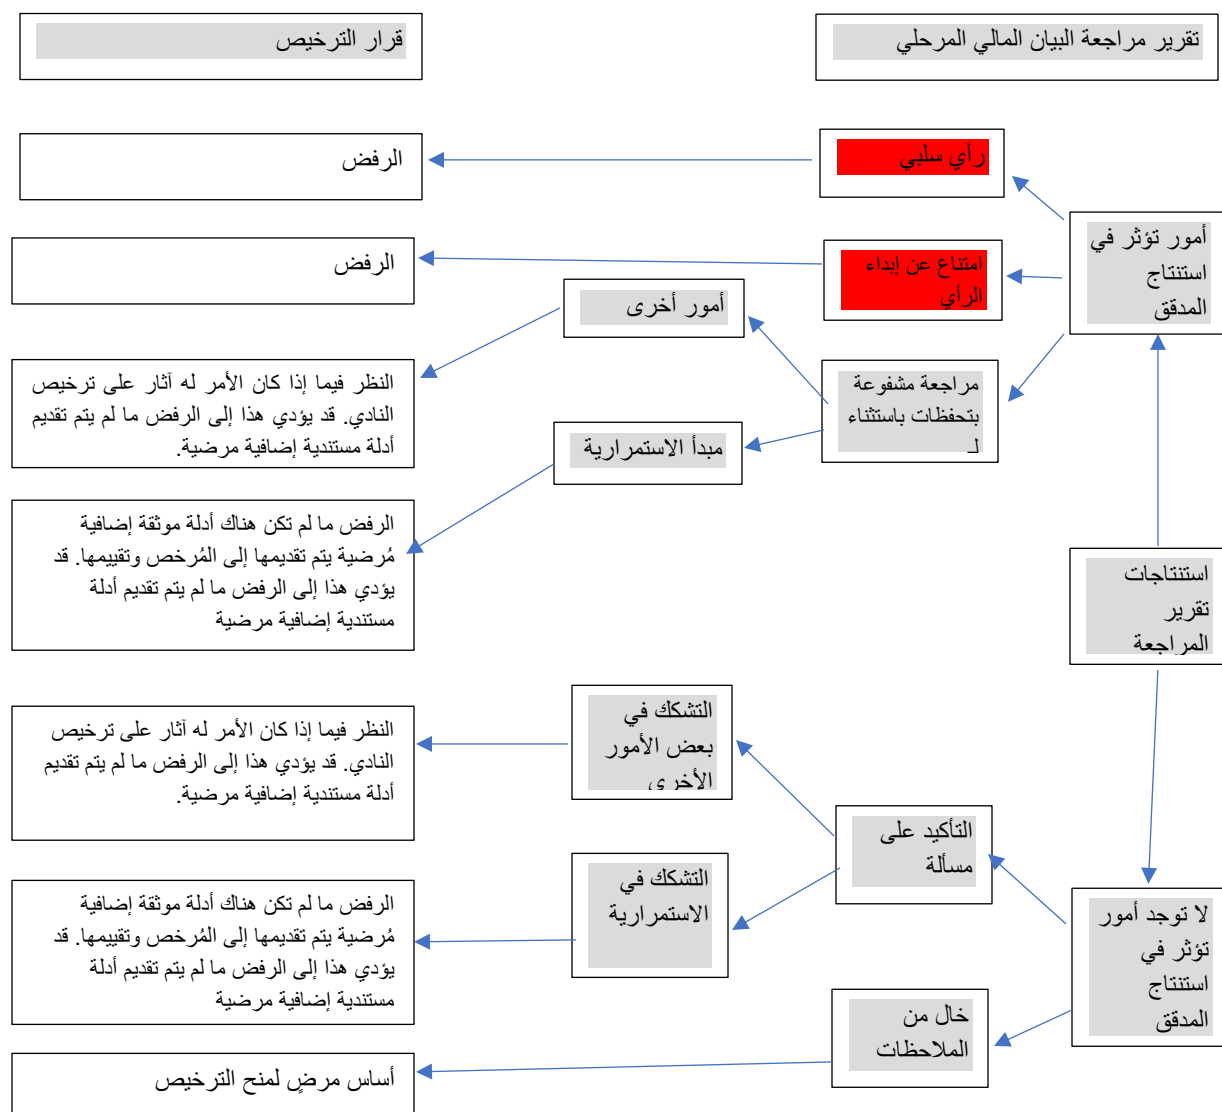 تقرير مراجعة البيان المالي المرحلي
قرار الترخيص
رأي سلبي
الرفض
أمور تؤثر في
استنتاج
المدقق
امتناع عن إبداء
الرأي
الرفض
أمور أخرى
مراجعة مشفوعة
بتحفظات باستثناء
لـ
النظر فيما إذا كان الأمر له آثار على ترخيص
النادي. قد يؤدي هذا إلى الرفض ما لم يتم تقديم
أدلة مستندية إضافية مرضية.
مبدأ الاستمرارية
الرفض ما لم تكن هناك أدلة موثقة إضافية
مُرضية يتم تقديمها إلى المُرخص وتقييمها. قد
يؤدي هذا إلى الرفض ما لم يتم تقديم أدلة
مستندية إضافية مرضية
استنتاجات
تقرير
المراجعة
التشكك في
بعض الأمور
الأخرى
النظر فيما إذا كان الأمر له آثار على ترخيص
النادي. قد يؤدي هذا إلى الرفض ما لم يتم تقديم
أدلة مستندية إضافية مرضية.
التأكيد على
مسألة
التشكك في
الاستمرارية
الرفض ما لم تكن هناك أدلة موثقة إضافية
مُرضية يتم تقديمها إلى المُرخص وتقييمها. قد
يؤدي هذا إلى الرفض ما لم يتم تقديم أدلة
مستندية إضافية مرضية
لا توجد أمور
تؤثر في
استنتاج
المدقق
خال من
الملاحظات
أساس مرضٍ لمنح الترخيص